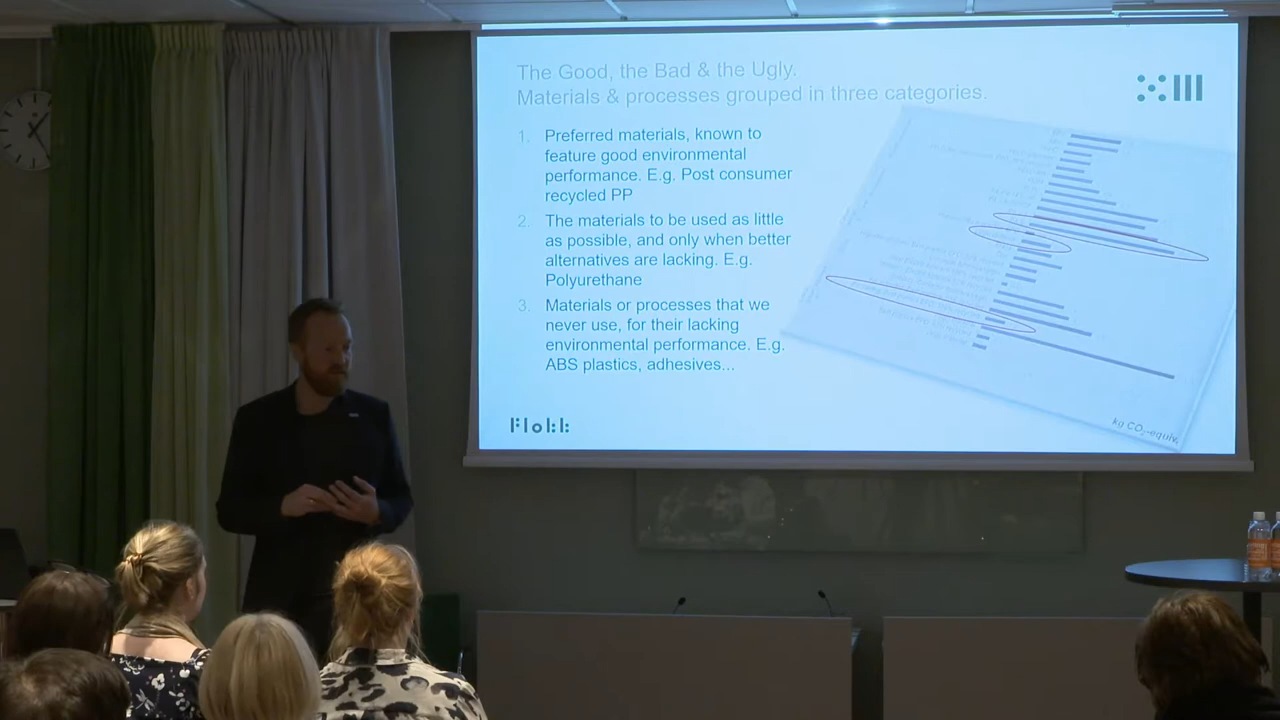 The Good, the Bad & the Ugly.
Materials & processes grouped in three categories.
1. Preferred materials, known to
feature good environmental
performance. E.g. Post consumer
recycled PP
2. The materials to be used as little
as possible, and only when better
alternatives are lacking. E.g.
Polyurethane
3. Materials or processes that we
never use, for their lacking
environmental performance. E.g.
ABS plastics, adhesives...
kg CO₂-equiv.
Flokk